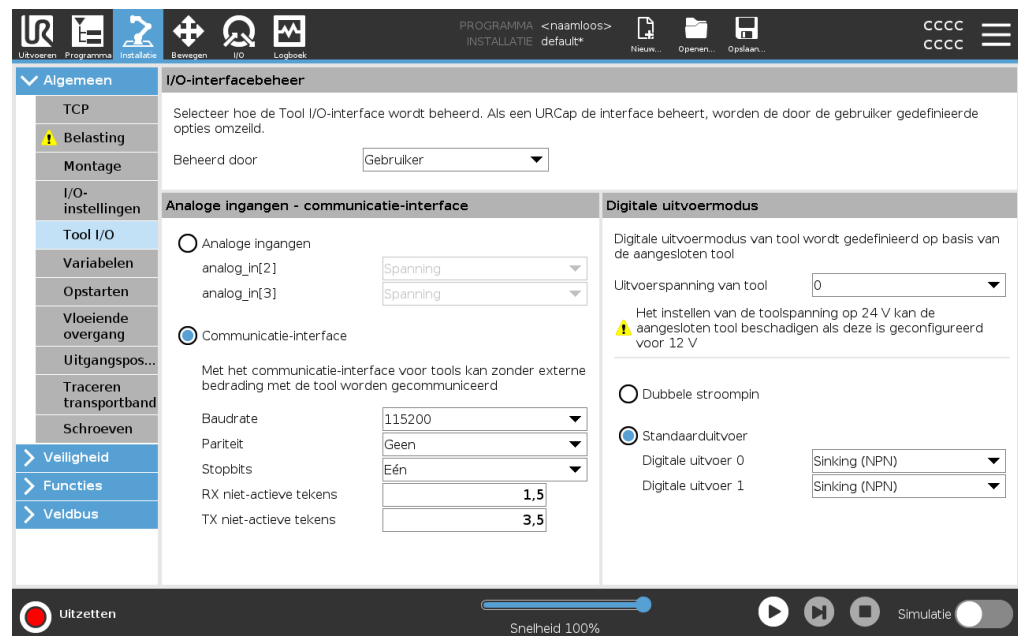 PROGRAMMA <naamloos>
INSTALLATIE default*
CCCC
CCCC
Uitvoeren Programma Installatie Bewegen I/O Logboek Nieuw... Openen... Opslaan...
Algemeen
TCP
Belasting
Montage
I/O-
instellingen
Tool I/O
Variabelen
Opstarten
Vloeiende
overgang
Uitgangspos...
Traceren
transportband
Schroeven
Veiligheid
Functies
Veldbus
I/O-interfacebeheer
Selecteer hoe de Tool I/O-interface wordt beheerd. Als een URCap de interface beheert, worden de door de gebruiker gedefinieerde
opties omzeild.
Beheerd door Gebruiker
Analoge ingangen - communicatie-interface
Analoge ingangen
analog_in[2] Spanning
analog_in[3] Spanning
Communicatie-interface
Met het communicatie-interface voor tools kan zonder externe
bedrading met de tool worden gecommuniceerd
Baudrate 115200
Pariteit Geen
Stopbits Eén
RX niet-actieve tekens 1,5
TX niet-actieve tekens 3,5
Digitale uitvoermodus
Digitale uitvoermodus van tool wordt gedefinieerd op basis van
de aangesloten tool
Uitvoerspanning van tool 0
Het instellen van de toolspanning op 24 V kan de
aangesloten tool beschadigen als deze is geconfigureerd
voor 12 V
Dubbele stroompin
Standaarduitvoer
Digitale uitvoer 0 Sinking (NPN)
Digitale uitvoer 1 Sinking (NPN)
Uitzetten
Snelheid 100%
Simulatie